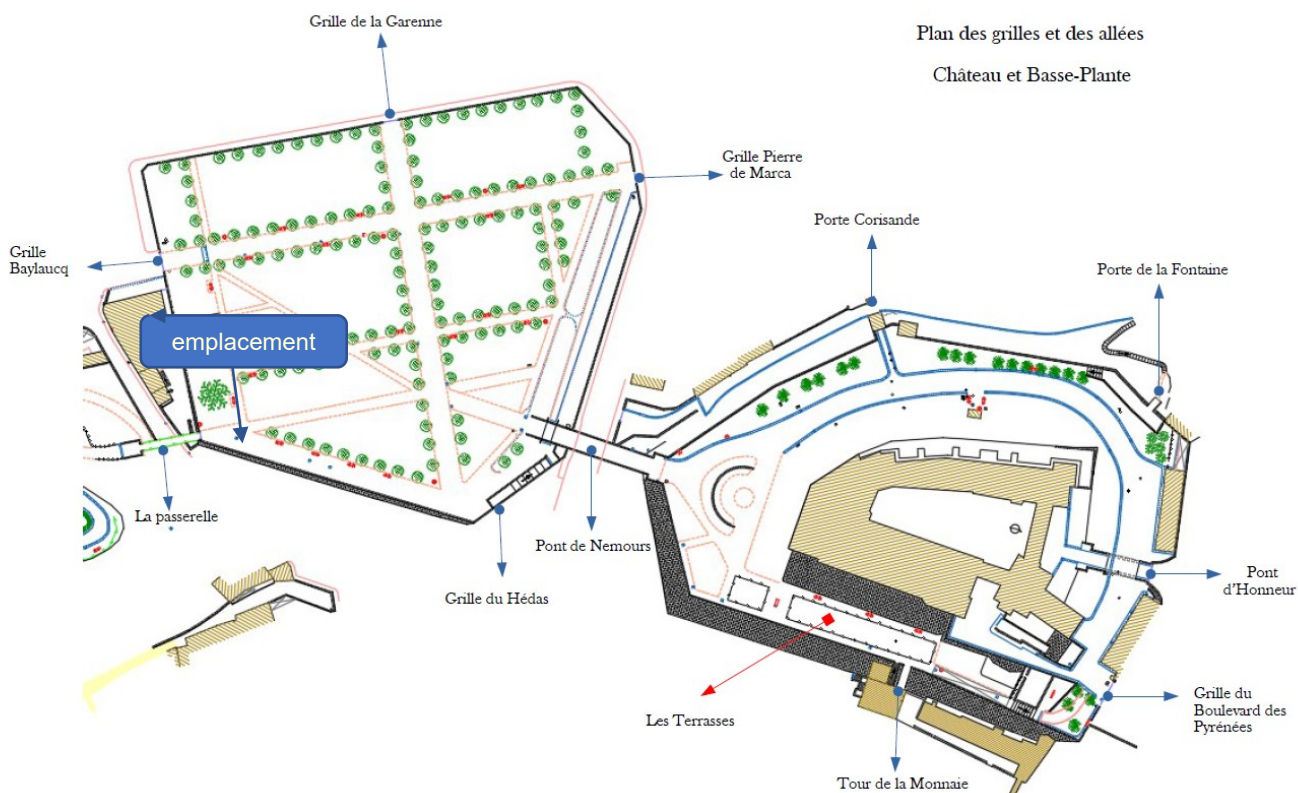 Grille de la Garenne
Plan des grilles et des allées
Château et Basse-Plante
Grille Pierre
de Marca
Porte Corisande
Grille
Baylaucq
Porte de la Fontaine
emplacement
La passerelle
Pont de Nemours
Grille du Hédas
Pont
d'Honneur
Les Terrasses
Grille du
Boulevard des
Pyrénées
Tour de la Monnaie